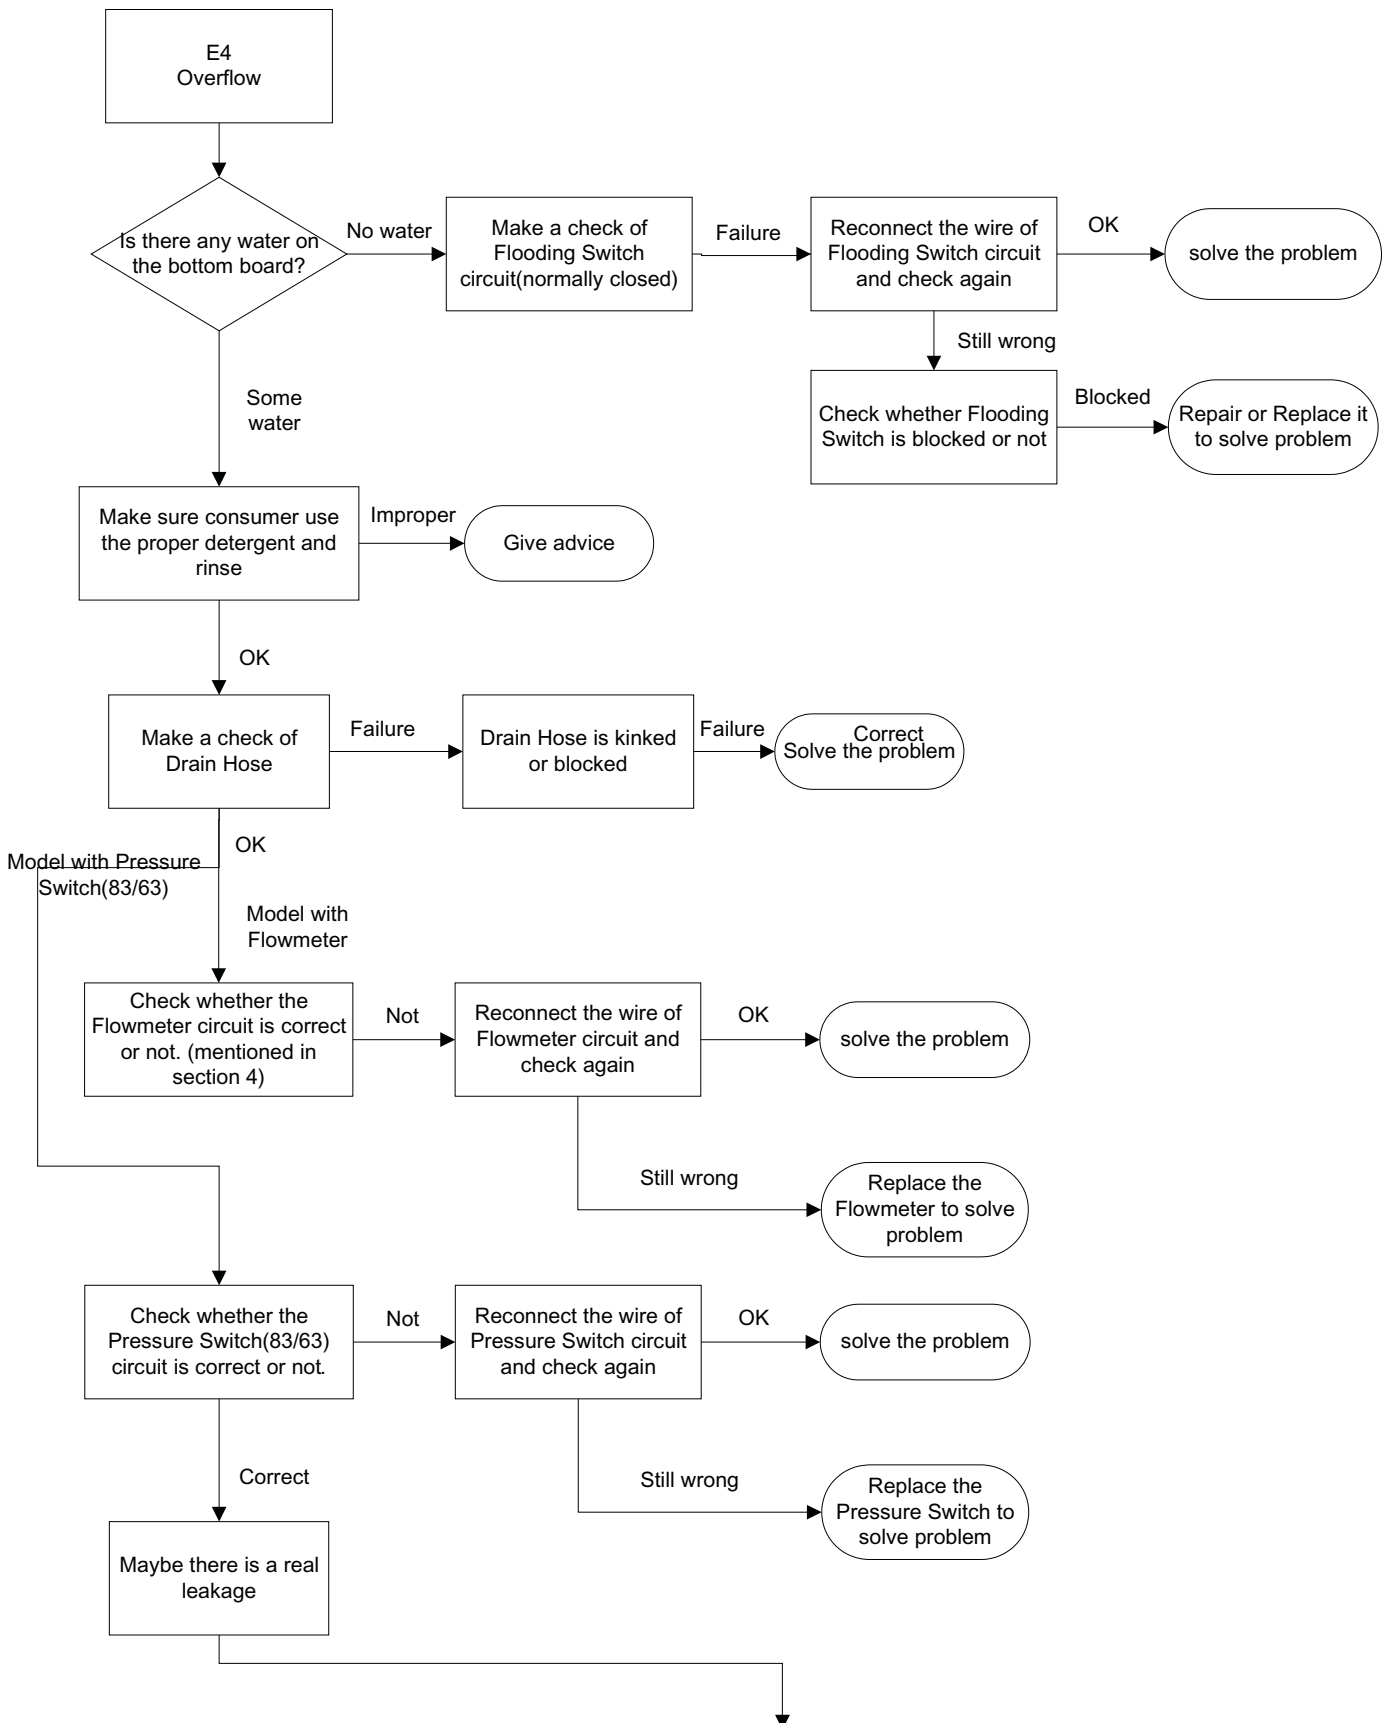 E4
Overflow
Is there any water on
the bottom board?
No water
Make a check of
Flooding Switch
circuit(normally closed)
Failure
Reconnect the wire of
Flooding Switch circuit
and check again
OK
solve the problem
Still wrong
Check whether Flooding
Switch is blocked or not
Blocked
Repair or Replace it
to solve problem
Some
water
Make sure consumer use
the proper detergent and
rinse
Improper
Give advice
OK
Make a check of
Drain Hose
Failure
Drain Hose is kinked
or blocked
Failure
Correct
Solve the problem
OK
Model with Pressure
Switch(83/63)
Model with
Flowmeter
Check whether the
Flowmeter circuit is correct
or not. (mentioned in
section 4)
Not
Reconnect the wire of
Flowmeter circuit and
check again
OK
solve the problem
Still wrong
Replace the
Flowmeter to solve
problem
Check whether the
Pressure Switch(83/63)
circuit is correct or not.
Not
Reconnect the wire of
Pressure Switch circuit
and check again
OK
solve the problem
Still wrong
Replace the
Pressure Switch to
solve problem
Correct
Maybe there is a real
leakage